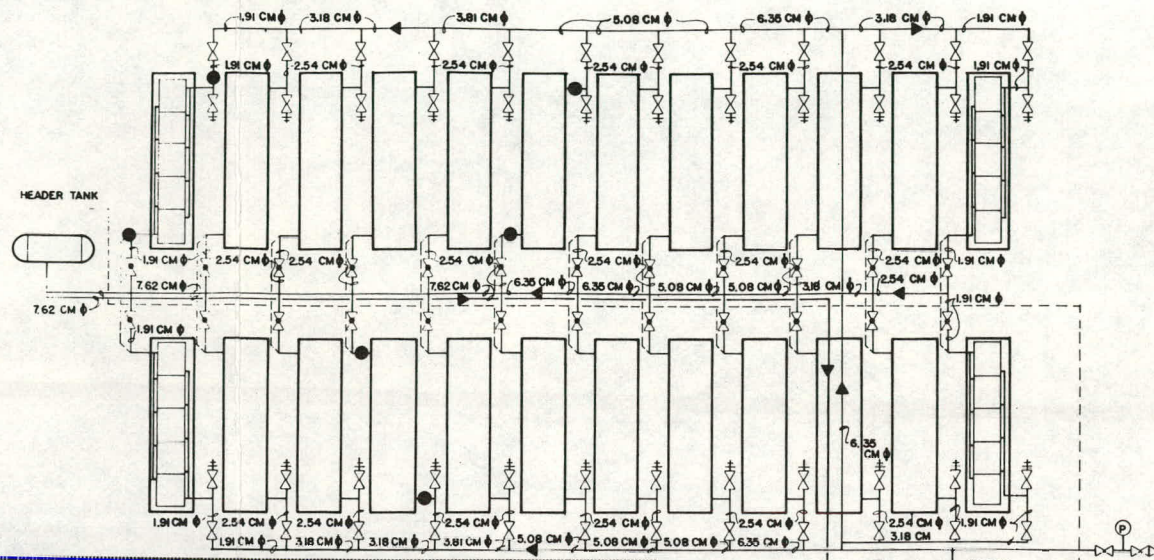 1.91 CM ϕ 3.18 CM ϕ 3.81 CM ϕ 5.08 CM ϕ 6.35 CM ϕ 3.18 CM ϕ 1.91 CM ϕ
1.91 CM ϕ 2.54 CM ϕ 2.54 CM ϕ 2.54 CM ϕ 2.54 CM ϕ 2.54 CM ϕ 1.91 CM ϕ
HEADER TANK
1.91 CM ϕ 2.54 CM ϕ 2.54 CM ϕ 2.54 CM ϕ 2.54 CM ϕ 2.54 CM ϕ 2.54 CM ϕ 1.91 CM ϕ
7.62 CM ϕ 7.62 CM ϕ 6.35 CM ϕ 6.35 CM ϕ 5.08 CM ϕ 5.08 CM ϕ 3.18 CM ϕ 2.54 CM ϕ
7.62 CM ϕ
1.91 CM ϕ
1.91 CM ϕ
6.35 CM ϕ
1.91 CM ϕ 2.54 CM ϕ 2.54 CM ϕ 2.54 CM ϕ 2.54 CM ϕ 2.54 CM ϕ 2.54 CM ϕ 1.91 CM ϕ
1.91 CM ϕ 3.18 CM ϕ 3.18 CM ϕ 3.81 CM ϕ 5.08 CM ϕ 5.08 CM ϕ 6.35 CM ϕ 3.18 CM
P